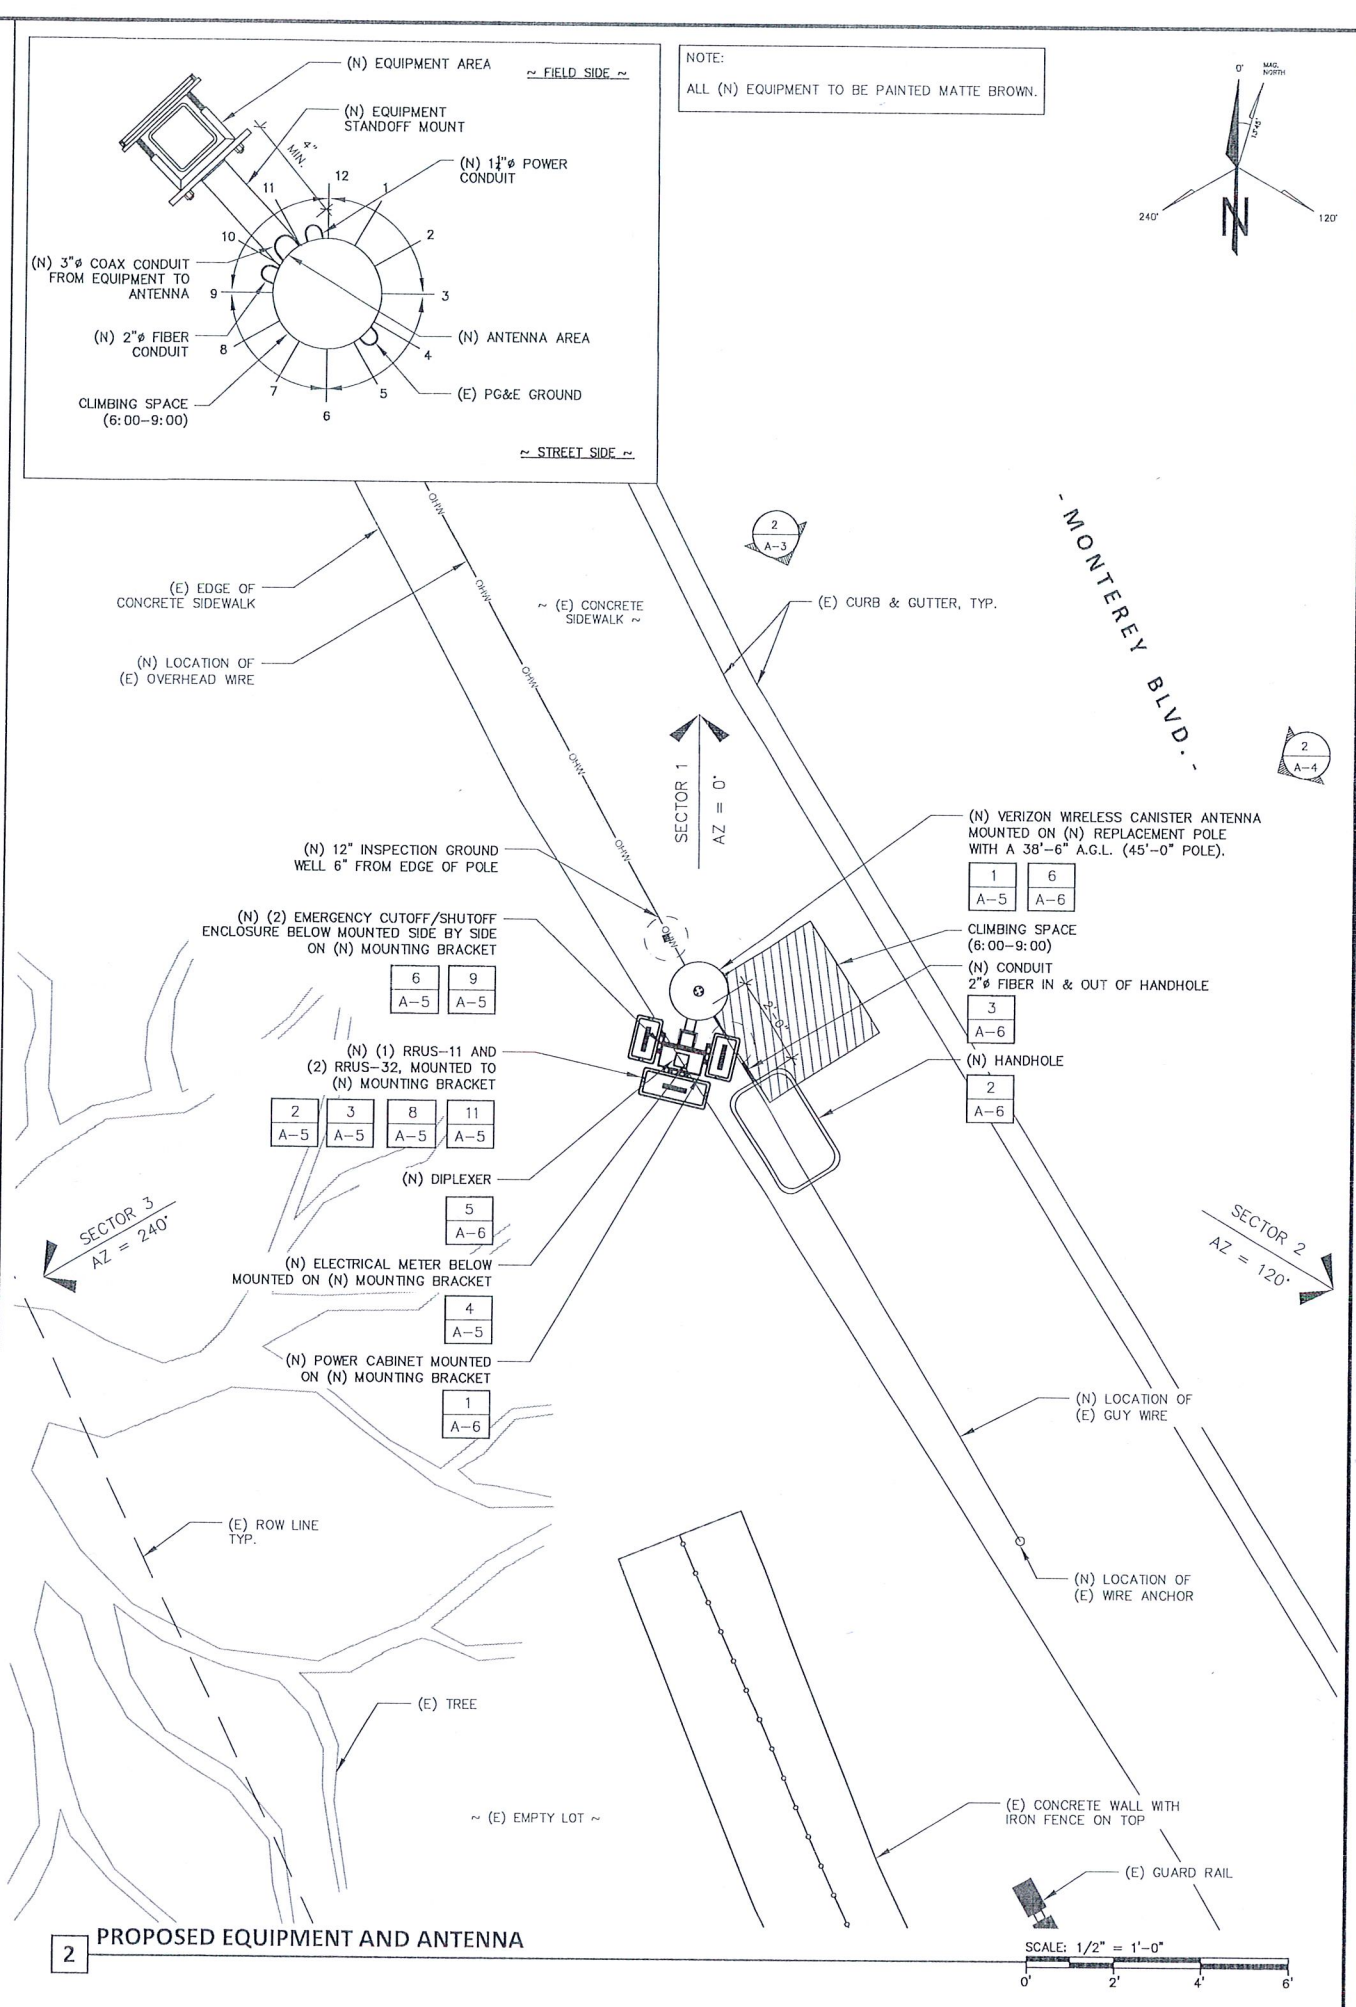 (N) EQUIPMENT AREA
~ FIELD SIDE ~
(N) EQUIPMENT
STANDOFF MOUNT
4"
MIN.
(N) 1¼"ø POWER
CONDUIT
12
1
2
3
4
5
6
7
8
9
10
11
(N) 3"ø COAX CONDUIT
FROM EQUIPMENT TO
ANTENNA
(N) 2"ø FIBER
CONDUIT
(N) ANTENNA AREA
CLIMBING SPACE
(6:00-9:00)
(E) PG&E GROUND
~ STREET SIDE ~
NOTE:
ALL (N) EQUIPMENT TO BE PAINTED MATTE BROWN.
0°
MAG.
NORTH
13°45'
240°
120°
N
OHW
(E) EDGE OF
CONCRETE SIDEWALK
OHW
~ (E) CONCRETE
SIDEWALK ~
2
A-3
(E) CURB & GUTTER, TYP.
- MONTEREY BLVD. -
(N) LOCATION OF
(E) OVERHEAD WIRE
OHW
OHW
OHW
OHW
SECTOR 1
AZ = 0°
2
A-4
(N) VERIZON WIRELESS CANISTER ANTENNA
MOUNTED ON (N) REPLACEMENT POLE
WITH A 38'-6" A.G.L. (45'-0" POLE).
1
A-5
6
A-6
(N) 12" INSPECTION GROUND
WELL 6" FROM EDGE OF POLE
(N) (2) EMERGENCY CUTOFF/SHUTOFF
ENCLOSURE BELOW MOUNTED SIDE BY SIDE
ON (N) MOUNTING BRACKET
6
A-5
9
A-5
CLIMBING SPACE
(6:00-9:00)
(N) CONDUIT
2"ø FIBER IN & OUT OF HANDHOLE
3
A-6
2'-0"
(N) (1) RRUS-11 AND
(2) RRUS-32, MOUNTED TO
(N) MOUNTING BRACKET
2
A-5
3
A-5
8
A-5
11
A-5
(N) HANDHOLE
2
A-6
(N) DIPLEXER
5
A-6
SECTOR 3
AZ = 240°
SECTOR 2
AZ = 120°
(N) ELECTRICAL METER BELOW
MOUNTED ON (N) MOUNTING BRACKET
4
A-5
(N) POWER CABINET MOUNTED
ON (N) MOUNTING BRACKET
1
A-6
(N) LOCATION OF
(E) GUY WIRE
(E) ROW LINE
TYP.
(N) LOCATION OF
(E) WIRE ANCHOR
(E) TREE
~ (E) EMPTY LOT ~
(E) CONCRETE WALL WITH
IRON FENCE ON TOP
(E) GUARD RAIL
2
PROPOSED EQUIPMENT AND ANTENNA
SCALE: 1/2" = 1'-0"
0'
2'
4'
6'